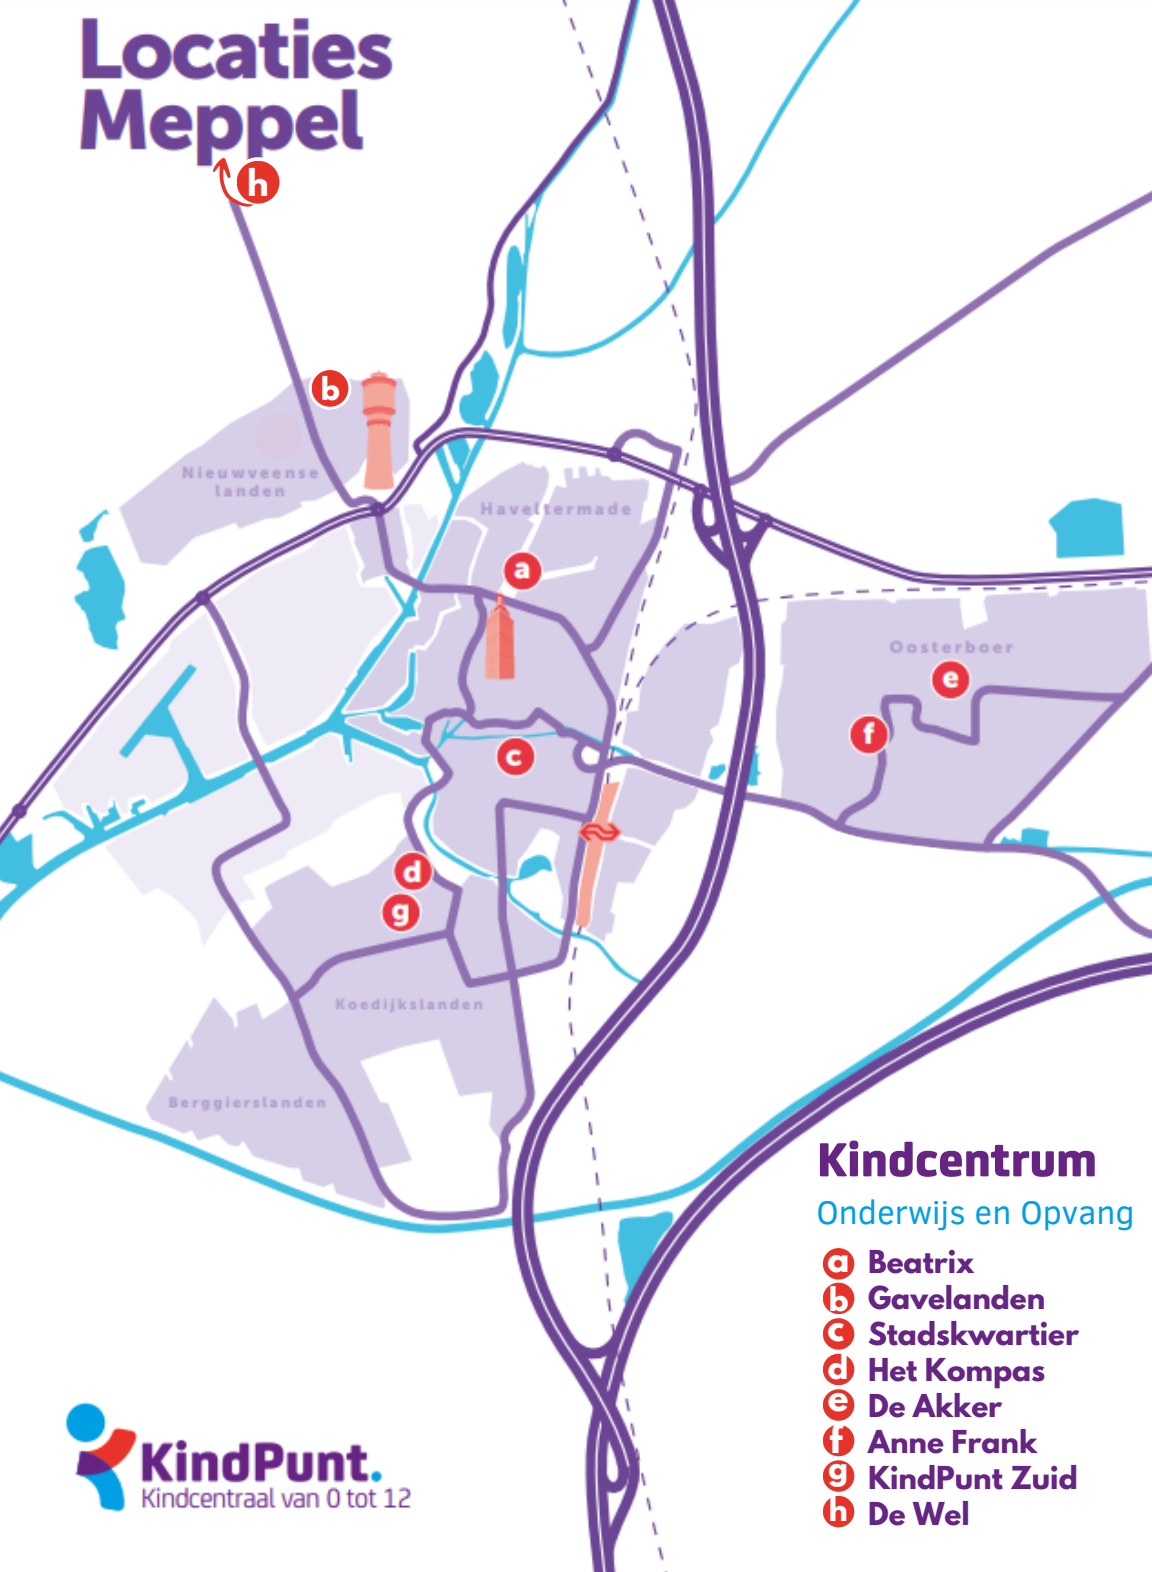 Locaties
Meppel
h
b
Nieuwveense
landen
Haveltermade
a
Oosterboer
e
f
c
d
g
Koedijkslanden
Berggierslanden
Kindcentrum
Onderwijs en Opvang
a Beatrix
b Gavelanden
c Stadskwartier
d Het Kompas
e De Akker
f Anne Frank
g KindPunt Zuid
h De Wel
KindPunt.
Kindcentraal van 0 tot 12